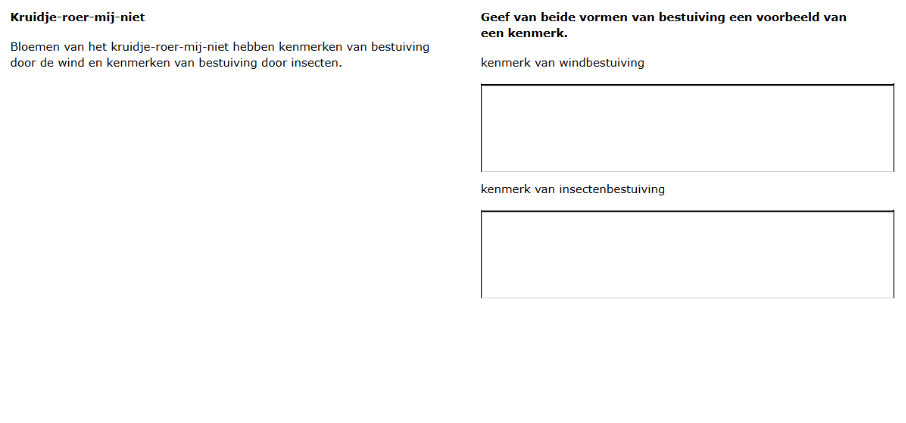 Kruidje-roer-mij-niet
Bloemen van het kruidje-roer-mij-niet hebben kenmerken van bestuiving
door de wind en kenmerken van bestuiving door insecten.
Geef van beide vormen van bestuiving een voorbeeld van
een kenmerk.
kenmerk van windbestuiving
kenmerk van insectenbestuiving